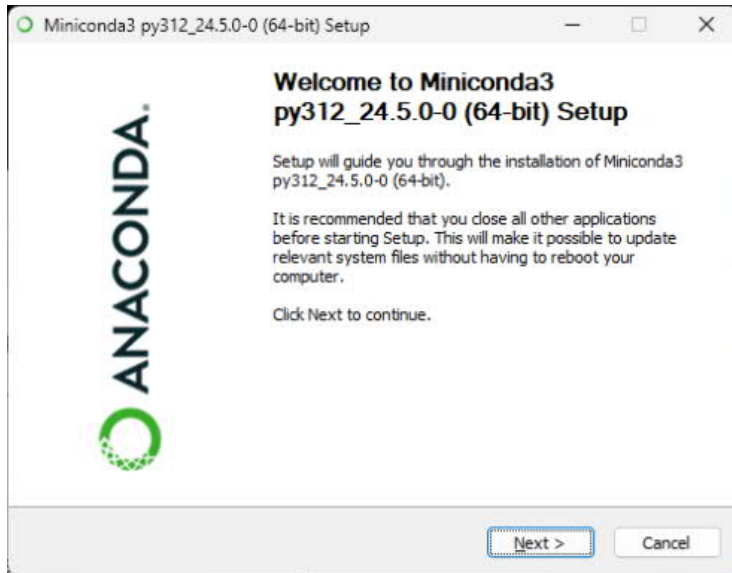 Miniconda3 py312_24.5.0-0 (64-bit) Setup
ANACONDA.
Welcome to Miniconda3
py312_24.5.0-0 (64-bit) Setup
Setup will guide you through the installation of Miniconda3
py312_24.5.0-0 (64-bit).
It is recommended that you close all other applications
before starting Setup. This will make it possible to update
relevant system files without having to reboot your
computer.
Click Next to continue.
Next >
Cancel